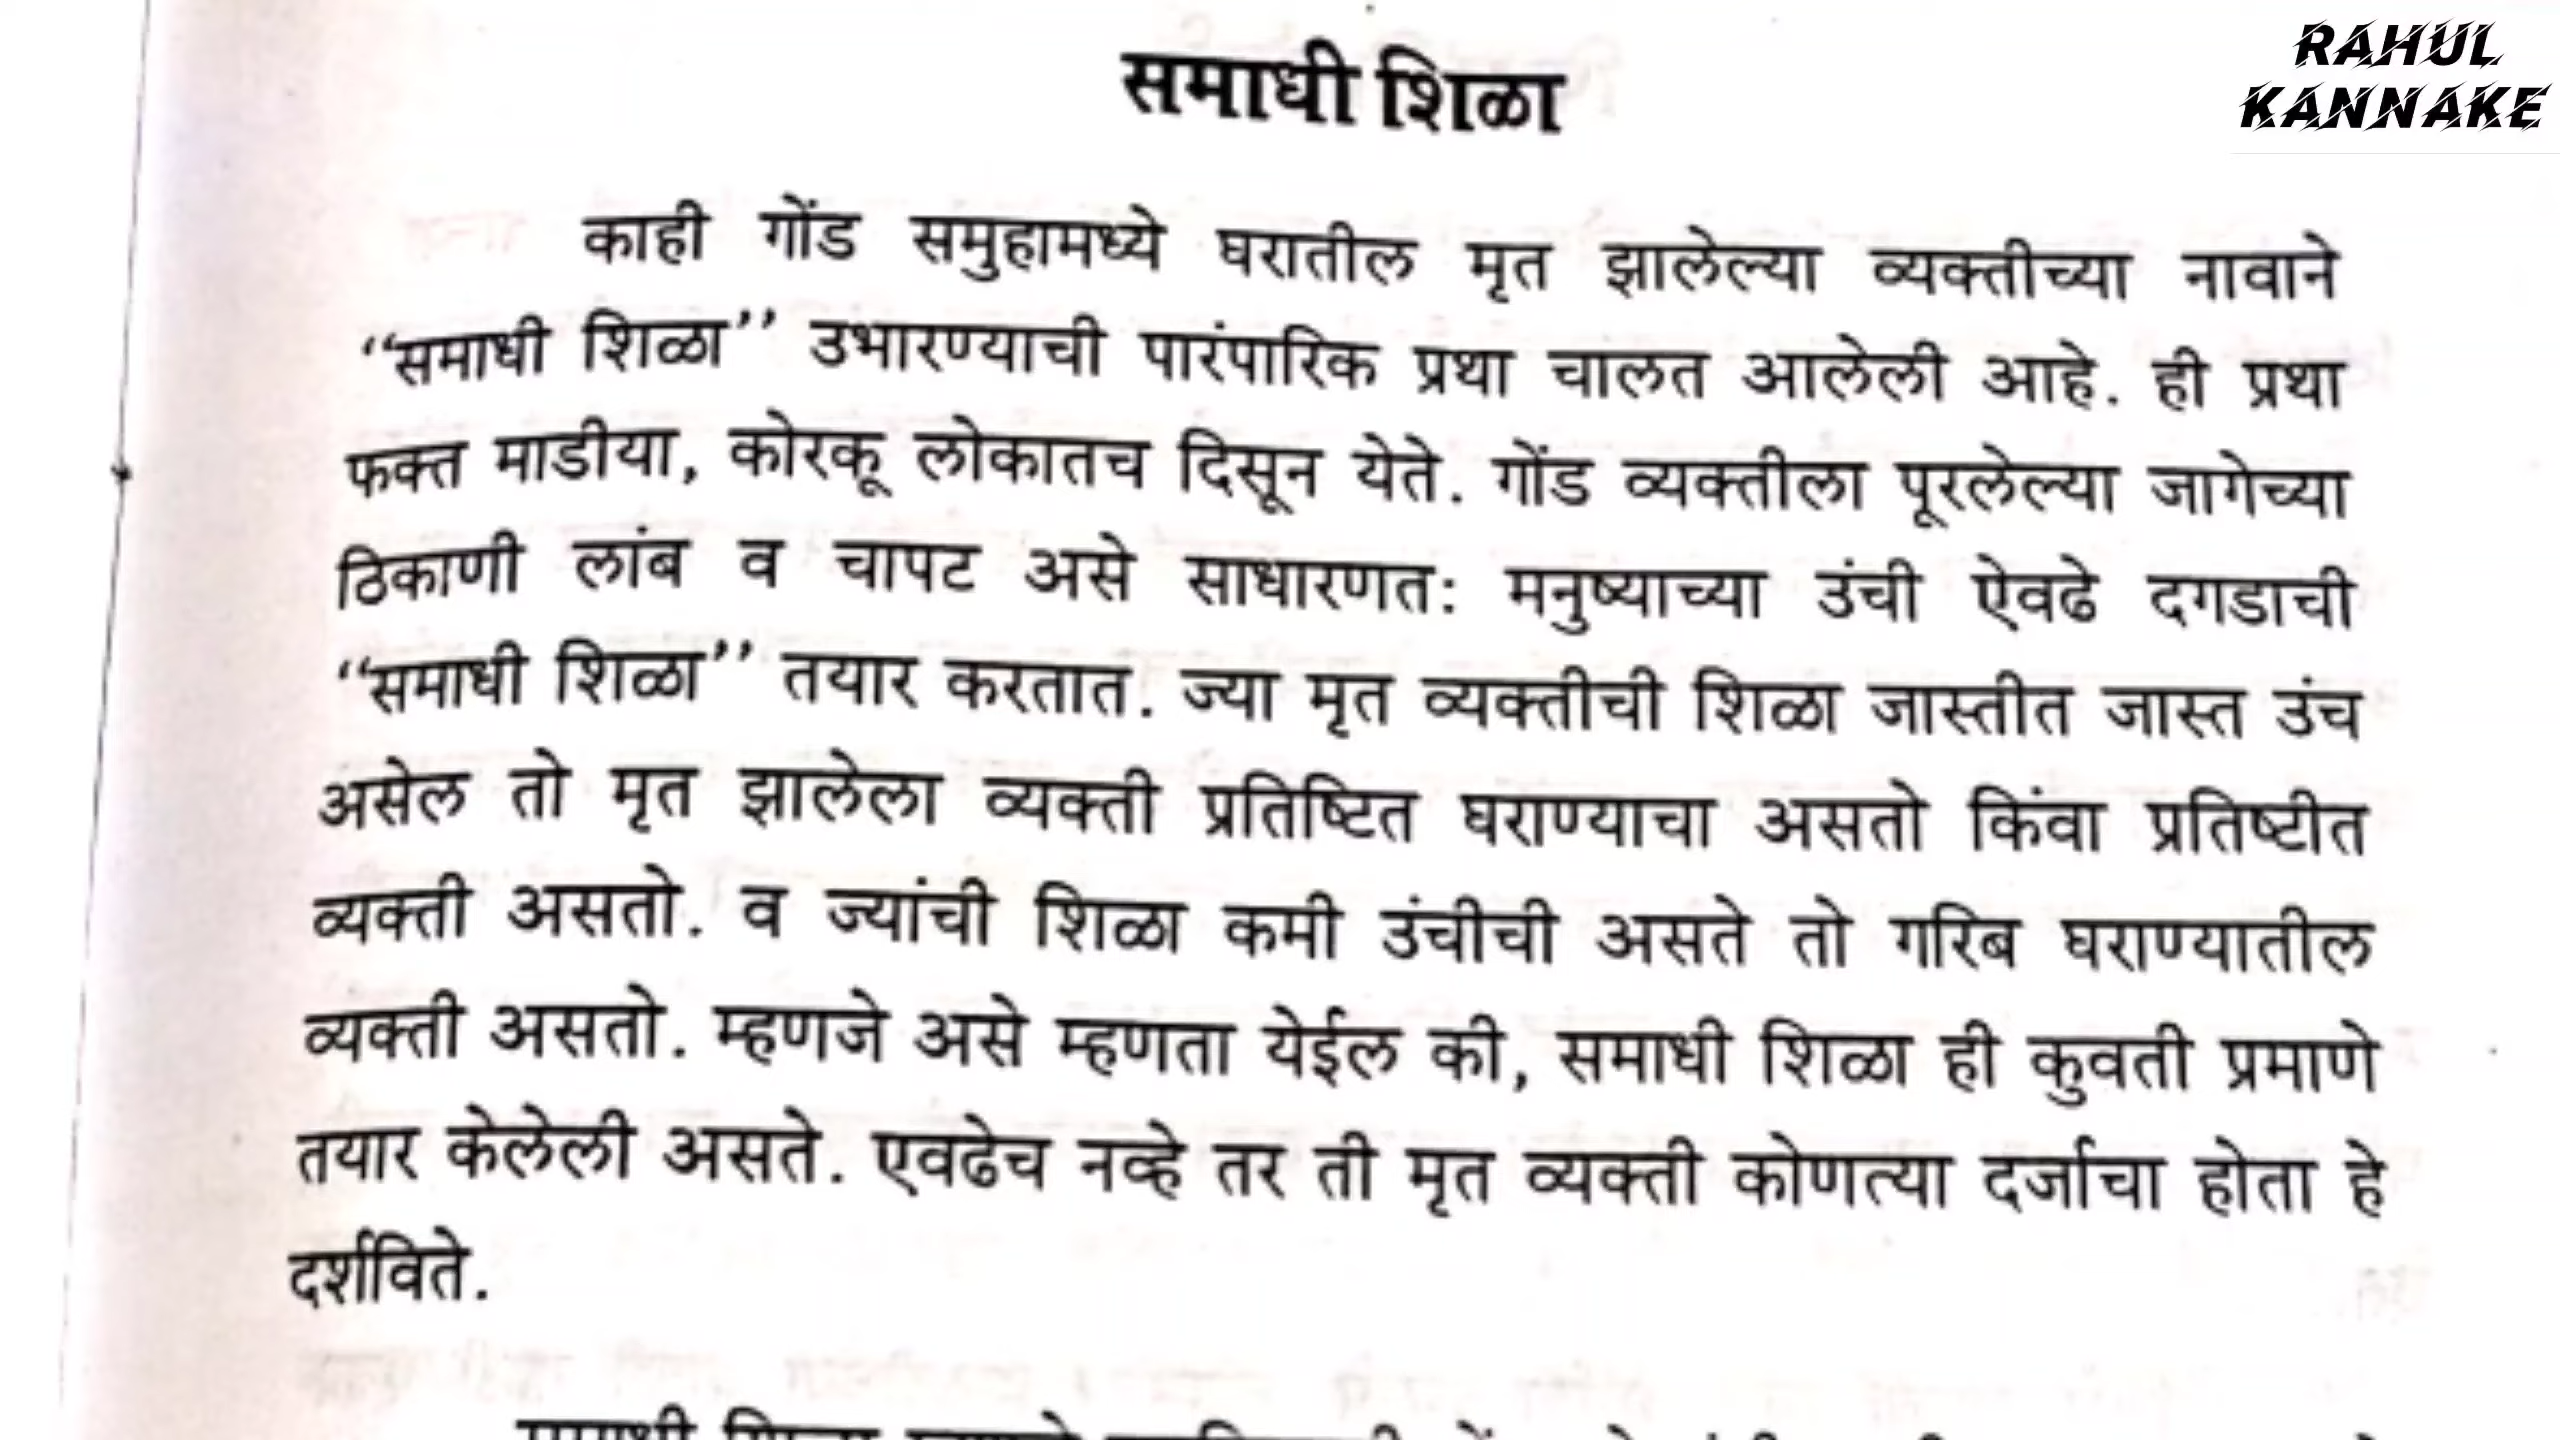 RAHUL
KANNAKE
समाधी शिळा
काही गोंड समुहामध्ये घरातील मृत झालेल्या व्यक्तीच्या नावाने
“समाधी शिळा” उभारण्याची पारंपारिक प्रथा चालत आलेली आहे. ही प्रथा
फक्त माडीया, कोरकू लोकातच दिसून येते. गोंड व्यक्तीला पूरलेल्या जागेच्या
ठिकाणी लांब व चापट असे साधारणत: मनुष्याच्या उंची ऐवढे दगडाची
“समाधी शिळा” तयार करतात. ज्या मृत व्यक्तीची शिळा जास्तीत जास्त उंच
असेल तो मृत झालेला व्यक्ती प्रतिष्टित घराण्याचा असतो किंवा प्रतिष्टीत
व्यक्ती असतो. व ज्यांची शिळा कमी उंचीची असते तो गरिब घराण्यातील
व्यक्ती असतो. म्हणजे असे म्हणता येईल की, समाधी शिळा ही कुवती प्रमाणे
तयार केलेली असते. एवढेच नव्हे तर ती मृत व्यक्ती कोणत्या दर्जाचा होता हे
दर्शविते.